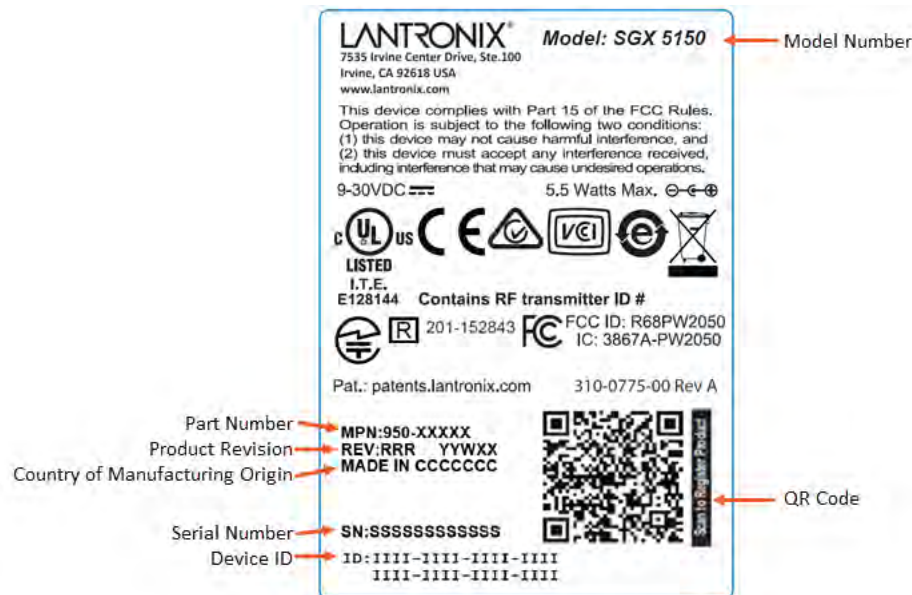 LANTRONIX®
Model: SGX 5150
Model Number
7535 Irvine Center Drive, Ste.100
Irvine, CA 92618 USA
www.lantronix.com
This device complies with Part 15 of the FCC Rules.
Operation is subject to the following two conditions:
(1) this device may not cause harmful interference, and
(2) this device must accept any interference received,
including interference that may cause undesired operations.
9-30VDC
5.5 Watts Max.
C UL US CE VCI e
LISTED
I.T.E.
E128144 Contains RF transmitter ID #
R 201-152843 FC FCC ID: R68PW2050
IC: 3867A-PW2050
Pat.: patents.lantronix.com 310-0775-00 Rev A
Part Number
MPN:950-XXXXX
Product Revision
REV:RRR YYWXX
Country of Manufacturing Origin
MADE IN CCCCCCC
Scan to Register Product
QR Code
Serial Number
SN:SSSSSSSSSSSS
Device ID
ID:IIII-IIII-IIII-IIII
IIII-IIII-IIII-IIII